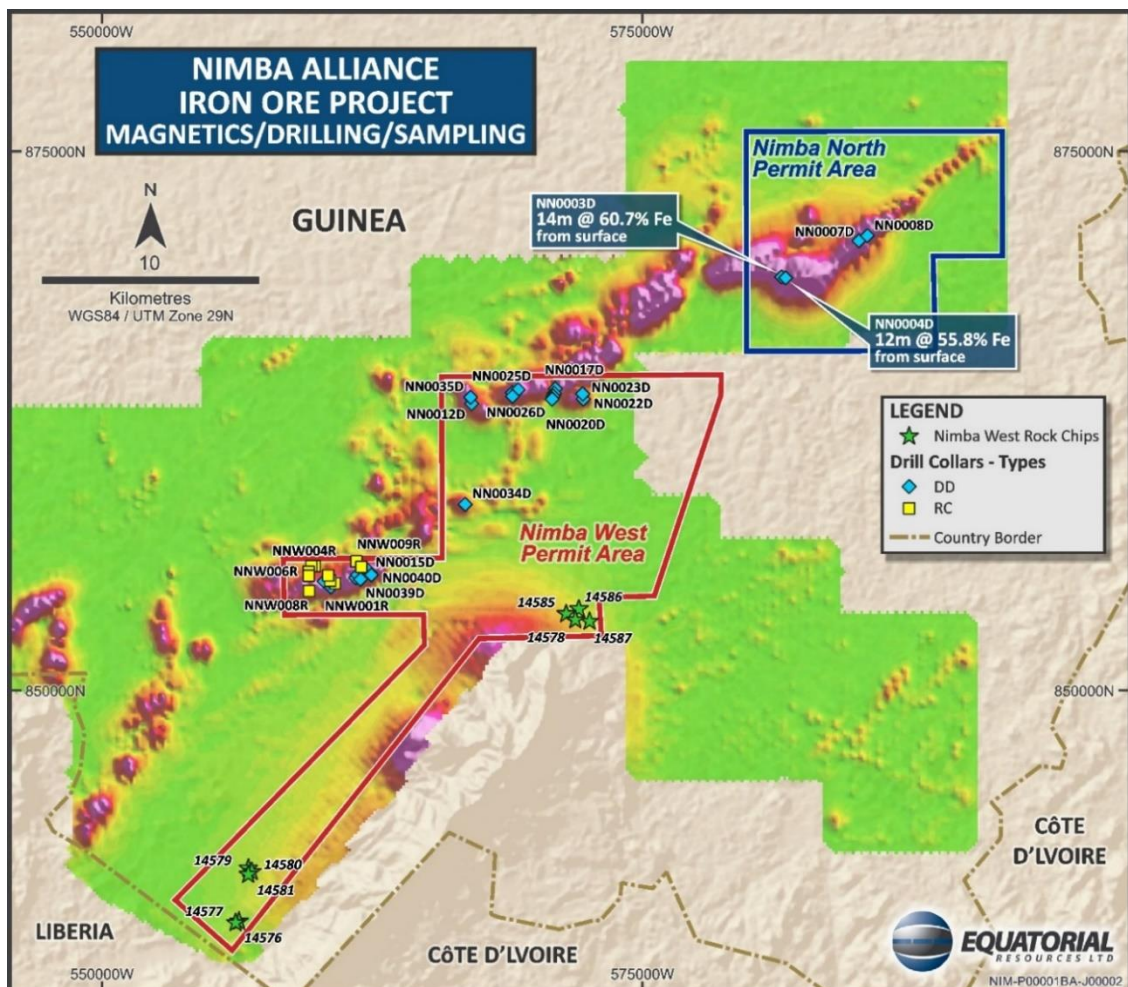 550000W
575000W
NIMBA ALLIANCE
IRON ORE PROJECT
MAGNETICS/DRILLING/SAMPLING
875000N
875000N
Nimba North
Permit Area
N
GUINEA
NN0003D
14m @ 60.7% Fe
from surface
NN0007D
NN0008D
10
Kilometres
WGS84 / UTM Zone 29N
NN0004D
12m @ 55.8% Fe
from surface
NN0017D
NN0025D
NN0035D
NN0023D
NN0012D
NN0026D
NN0022D
NN0020D
LEGEND
Nimba West Rock Chips
Drill Collars - Types
DD
RC
Country Border
NN0034D
Nimba West
Permit Area
NNW009R
NNW004R
NN0015D
NNW006R
NN0040D
NN0039D
NNW008R
NNW001R
14586
14585
14578
14587
850000N
850000N
CôTE
D'LVOIRE
14579
14580
14581
14577
14576
LIBERIA
CôTE D'LVOIRE
EQUATORIAL
RESOURCES LTD
550000W
575000W
NIM-P00001BA-J00002